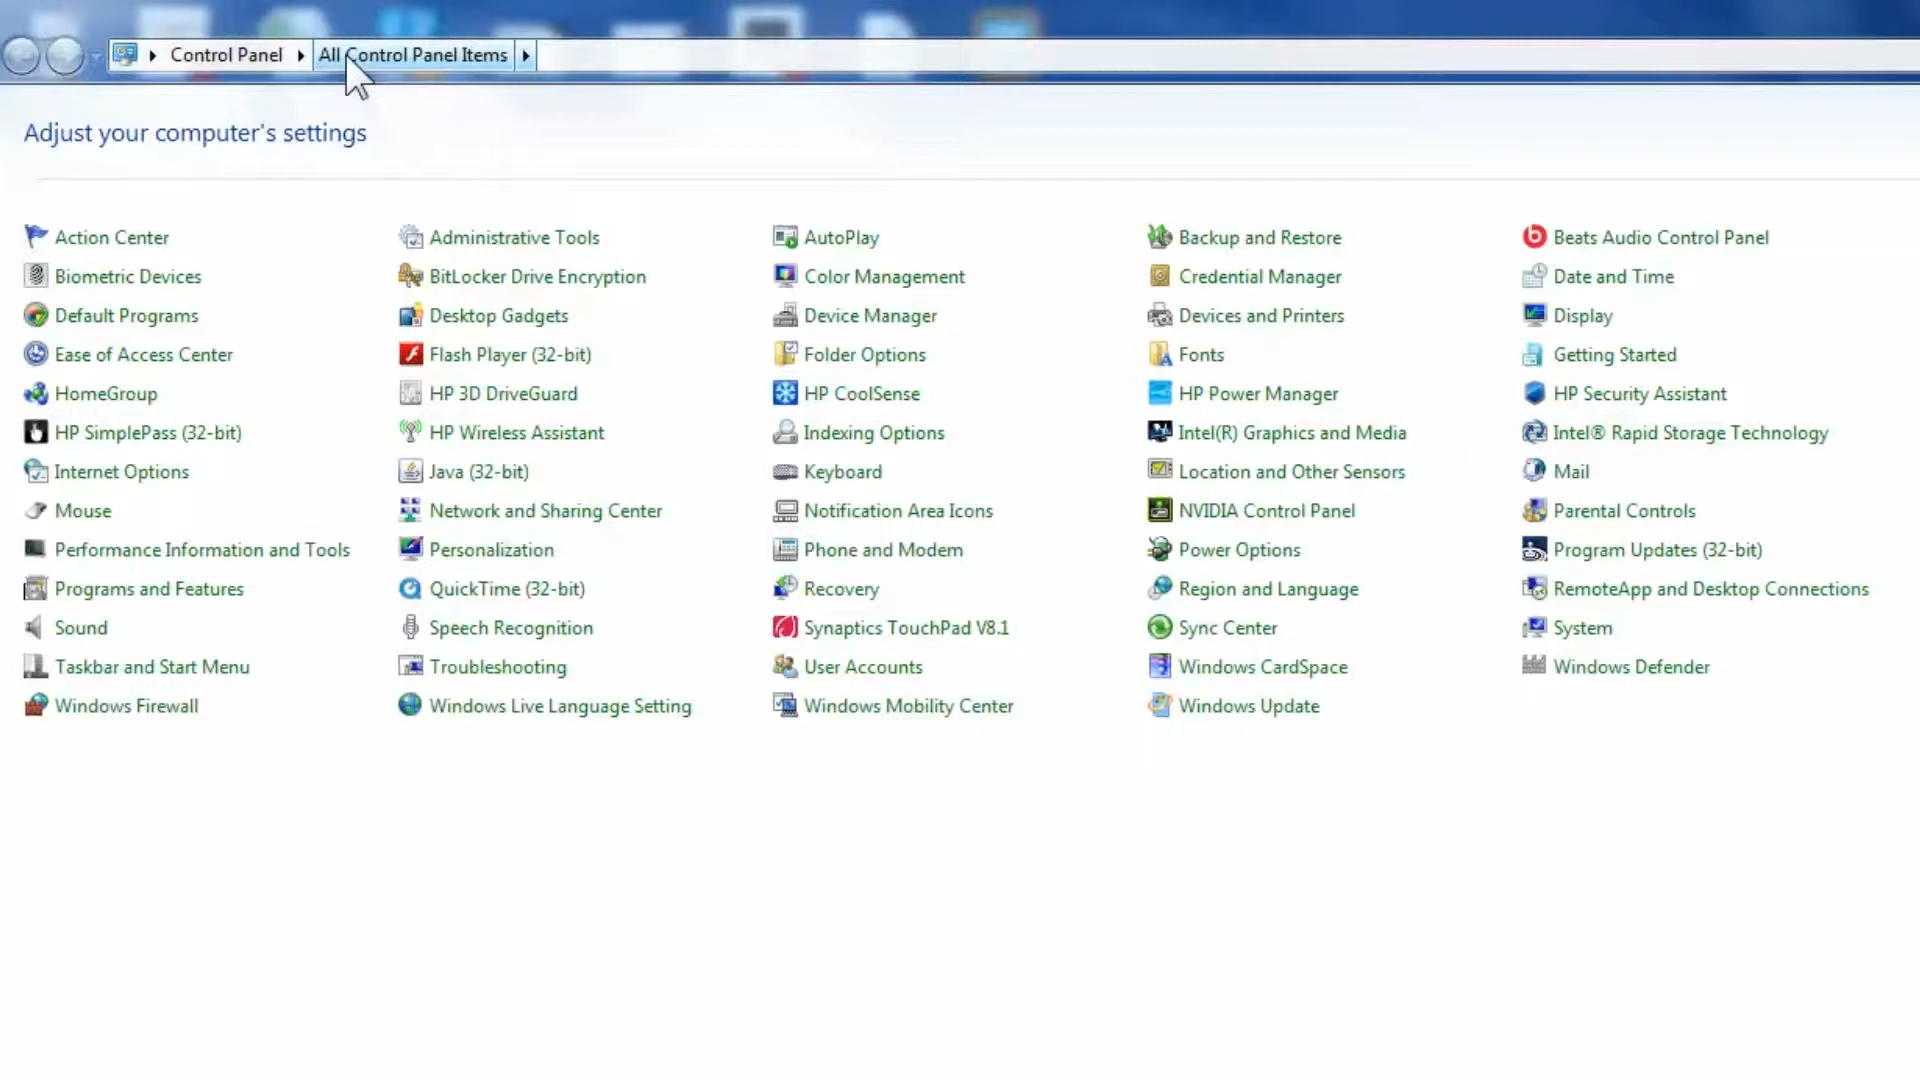 Control Panel All Control Panel Items
Adjust your computer's settings
Action Center Administrative Tools AutoPlay Backup and Restore Beats Audio Control Panel
Biometric Devices BitLocker Drive Encryption Color Management Credential Manager Date and Time
Default Programs Desktop Gadgets Device Manager Devices and Printers Display
Ease of Access Center Flash Player (32-bit) Folder Options Fonts Getting Started
HomeGroup HP 3D DriveGuard HP CoolSense HP Power Manager HP Security Assistant
HP SimplePass (32-bit) HP Wireless Assistant Indexing Options Intel(R) Graphics and Media Intel® Rapid Storage Technology
Internet Options Java (32-bit) Keyboard Location and Other Sensors Mail
Mouse Network and Sharing Center Notification Area Icons NVIDIA Control Panel Parental Controls
Performance Information and Tools Personalization Phone and Modem Power Options Program Updates (32-bit)
Programs and Features QuickTime (32-bit) Recovery Region and Language RemoteApp and Desktop Connections
Sound Speech Recognition Synaptics TouchPad V8.1 Sync Center System
Taskbar and Start Menu Troubleshooting User Accounts Windows CardSpace Windows Defender
Windows Firewall Windows Live Language Setting Windows Mobility Center Windows Update